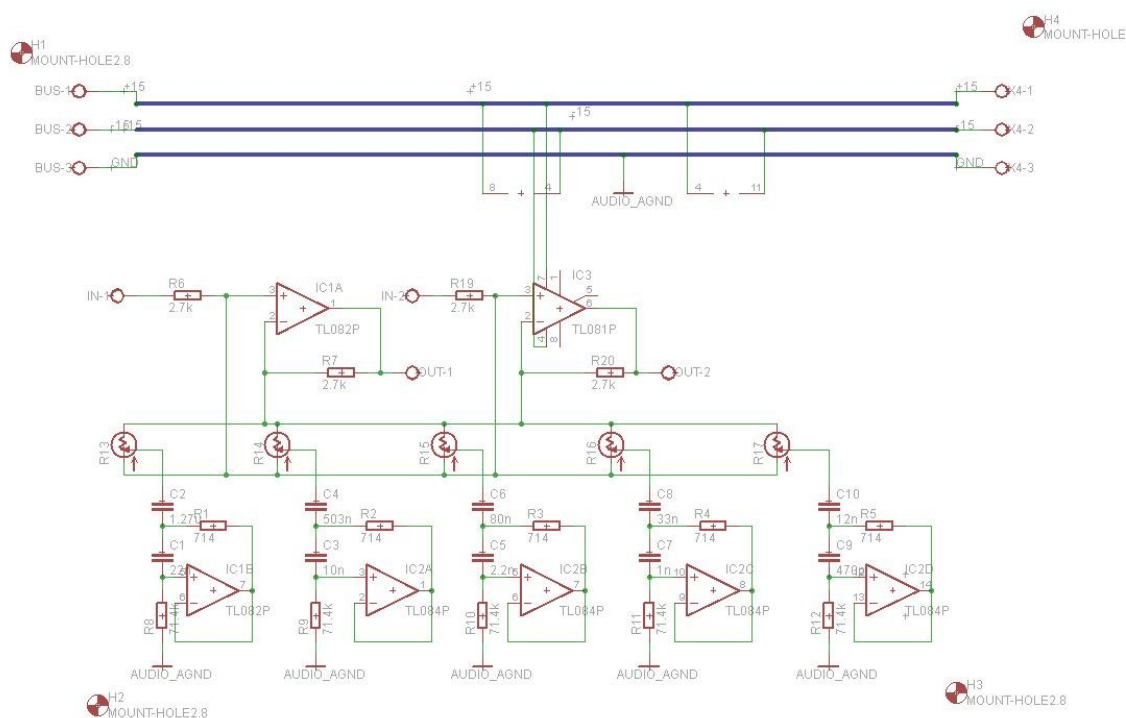 H1
MOUNT-HOLE2.8
H4
MOUNT-HOLE
BUS-1
+15
+15
X4-1
BUS-2
+15
15
X4-2
BUS-3
GND
GND
X4-3
8
+
4
4
+
11
AUDIO_AGND
IN-1
R6
2.7k
3
+
2
−
+
1
IC1A
TL082P
R7
2.7k
OUT-1
IN-2
R19
2.7k
3
+
2
−
7
1
5
6
4
8
IC3
TL081P
R20
2.7k
OUT-2
R13
R14
R15
R16
R17
C2
1.27u
R1
714
C1
IC1B
6
7
TL082P
R8
71.4k
AUDIO_AGND
C4
503n
R2
714
C3
10n
3
2
1
IC2A
TL084P
R9
71.4k
AUDIO_AGND
C6
80n
R3
714
C5
2.2n
6
7
IC2B
TL084P
R10
71.4k
AUDIO_AGND
C8
33n
R4
714
C7
1n
10
9
8
IC2C
TL084P
R11
71.4k
AUDIO_AGND
C10
12n
R5
714
C9
13
14
IC2D
TL084P
R12
71.4k
AUDIO_AGND
H2
MOUNT-HOLE2.8
H3
MOUNT-HOLE2.8